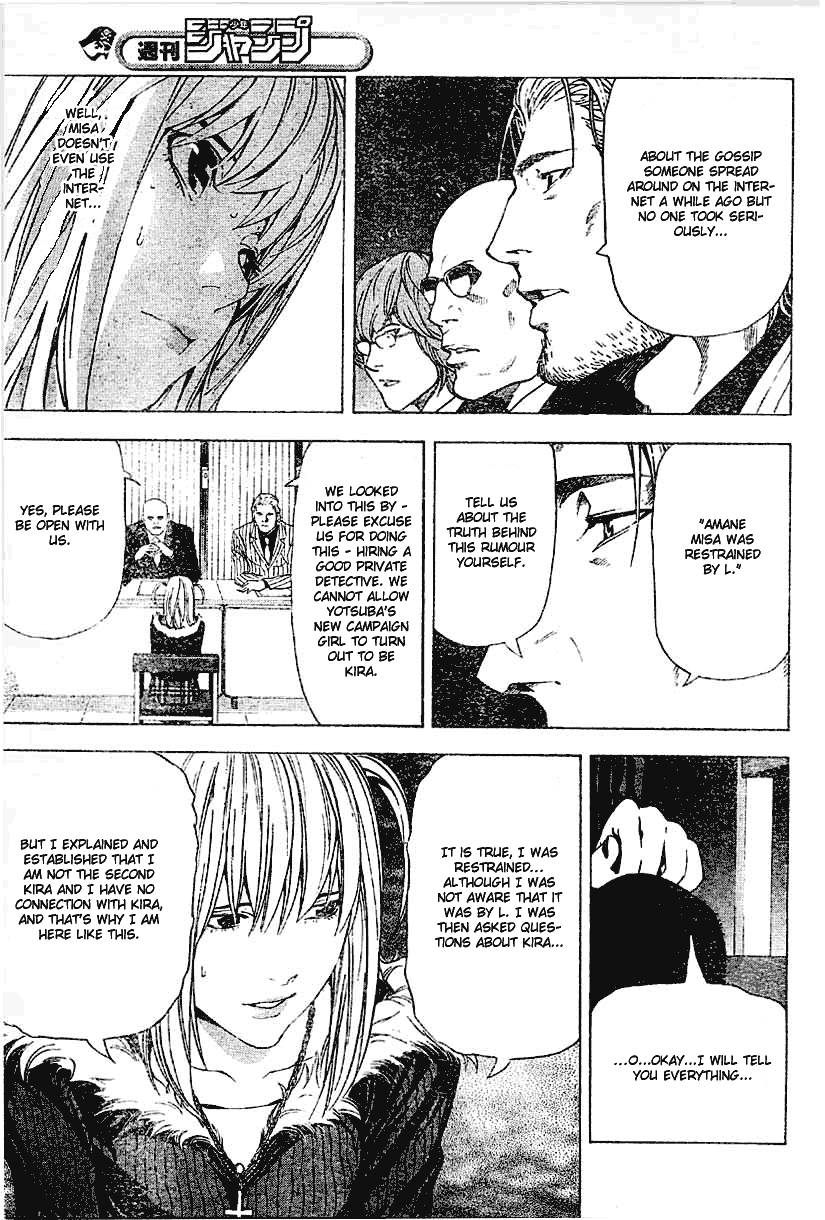 週刊 少年 ジャンプ
ABOUT THE GOSSIP
SOMEONE SPREAD
AROUND ON THE INTER-
NET A WHILE AGO BUT
NO ONE TOOK SERI-
OUSLY...
WELL,
MISA
DOESN'T
EVEN USE
THE
INTER-
NET...
"AMANE
MISA WAS
RESTRAINED
BY L."
TELL US
ABOUT THE
TRUTH BEHIND
THIS RUMOUR
YOURSELF.
WE LOOKED
INTO THIS BY -
PLEASE EXCUSE
US FOR DOING
THIS - HIRING A
GOOD PRIVATE
DETECTIVE. WE
CANNOT ALLOW
YOTSUBA'S
NEW CAMPAIGN
GIRL TO TURN
OUT TO BE
KIRA.
YES, PLEASE
BE OPEN WITH
US.
...O...OKAY...I WILL TELL
YOU EVERYTHING...
IT IS TRUE, I WAS
RESTRAINED...
ALTHOUGH I WAS
NOT AWARE THAT IT
WAS BY L. I WAS
THEN ASKED QUES-
TIONS ABOUT KIRA...
BUT I EXPLAINED AND
ESTABLISHED THAT I
AM NOT THE SECOND
KIRA AND I HAVE NO
CONNECTION WITH KIRA,
AND THAT'S WHY I AM
HERE LIKE THIS.